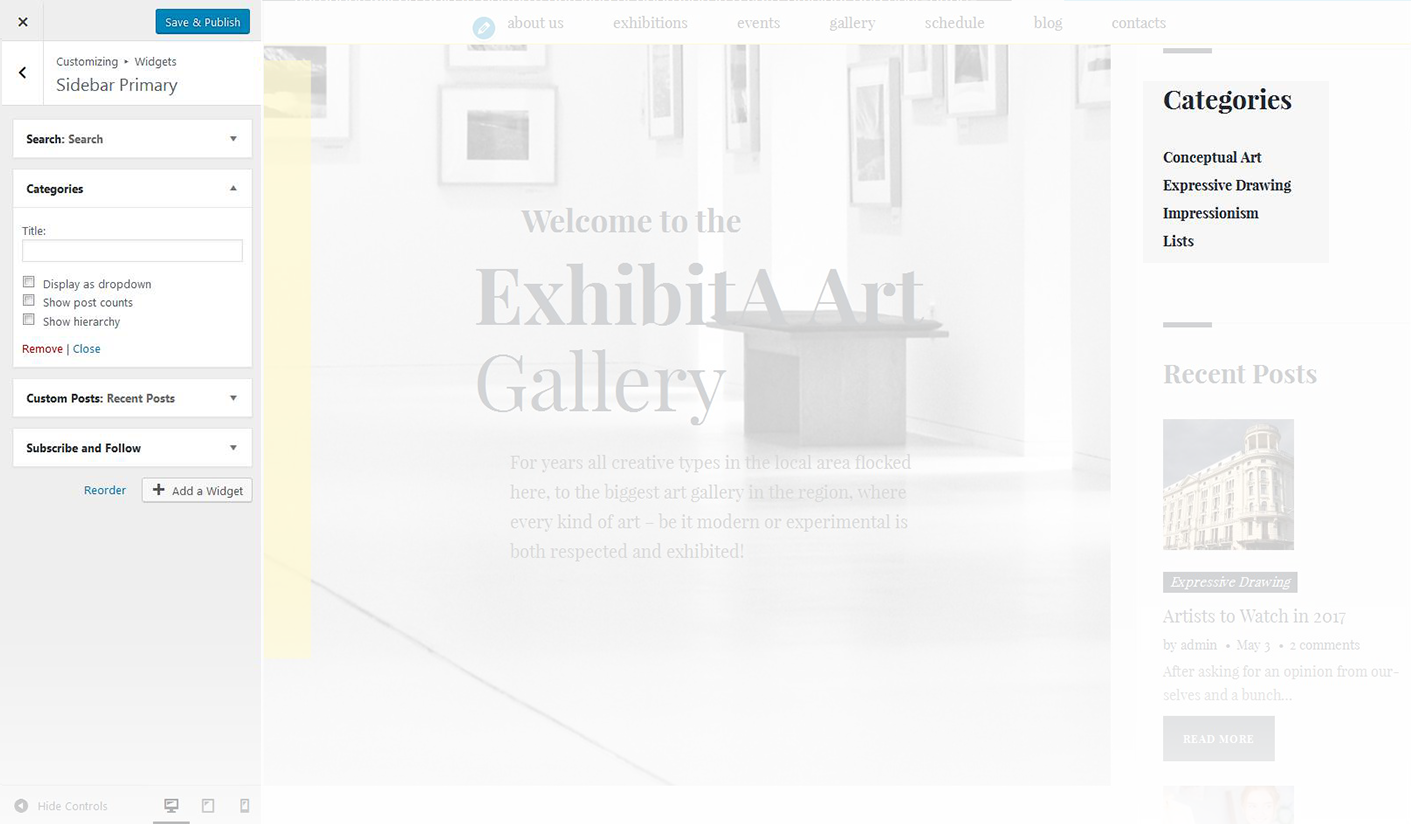 Save & Publish
Customizing ▸ Widgets
Sidebar Primary
Search: Search
Categories
Title:
Display as dropdown
Show post counts
Show hierarchy
Remove | Close
Custom Posts: Recent Posts
Subscribe and Follow
Reorder
Add a Widget
Hide Controls
about us exhibitions events gallery schedule blog contacts
Welcome to the
ExhibitA Art
Gallery
For years all creative types in the local area flocked
here, to the biggest art gallery in the region, where
every kind of art – be it modern or experimental is
both respected and exhibited!
Categories
Conceptual Art
Expressive Drawing
Impressionism
Lists
Recent Posts
Expressive Drawing
Artists to Watch in 2017
by admin • May 3 • 2 comments
After asking for an opinion from our-
selves and a bunch...
READ MORE